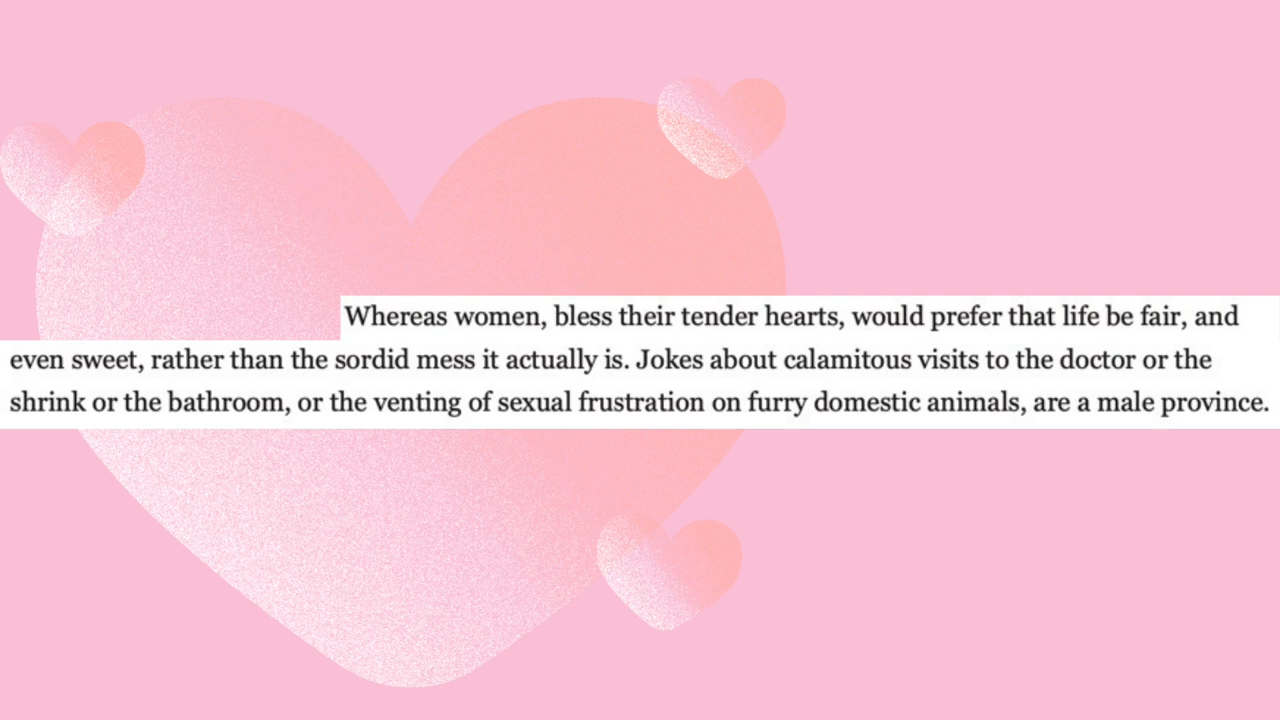 Whereas women, bless their tender hearts, would prefer that life be fair, and
even sweet, rather than the sordid mess it actually is. Jokes about calamitous visits to the doctor or the
shrink or the bathroom, or the venting of sexual frustration on furry domestic animals, are a male province.